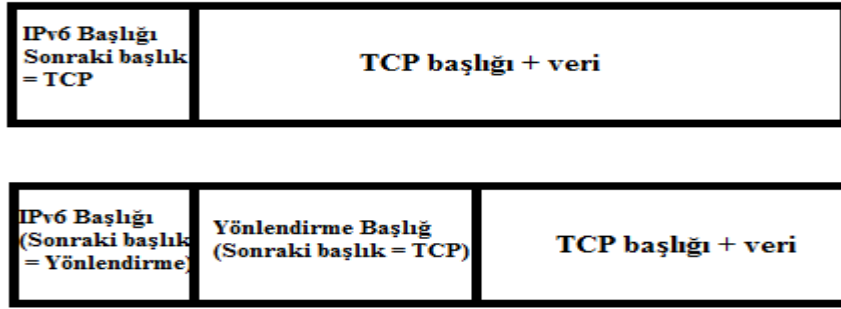 IPv6 Başlığı
Sonraki başlık
= TCP
TCP başlığı + veri
IPv6 Başlığı
(Sonraki başlık
= Yönlendirme)
Yönlendirme Başlığ
(Sonraki başlık = TCP)
TCP başlığı + veri